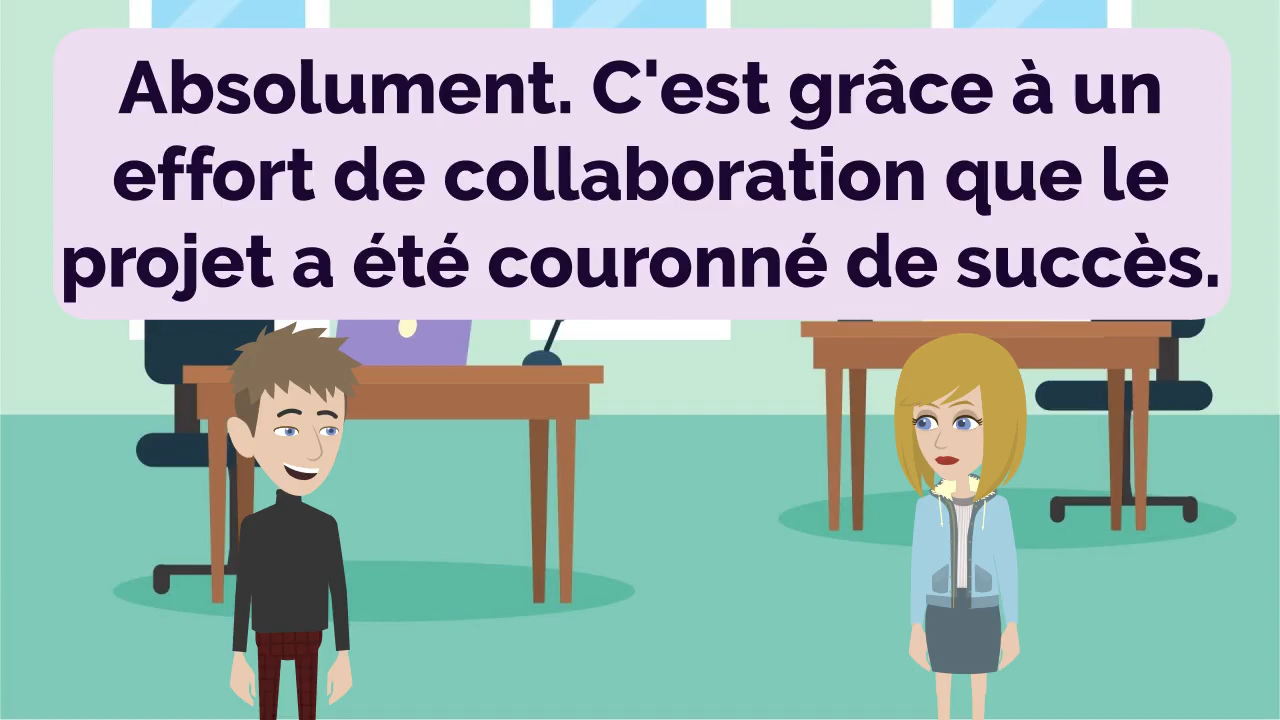 Absolument. C'est grâce à un
effort de collaboration que le
projet a été couronné de succès.